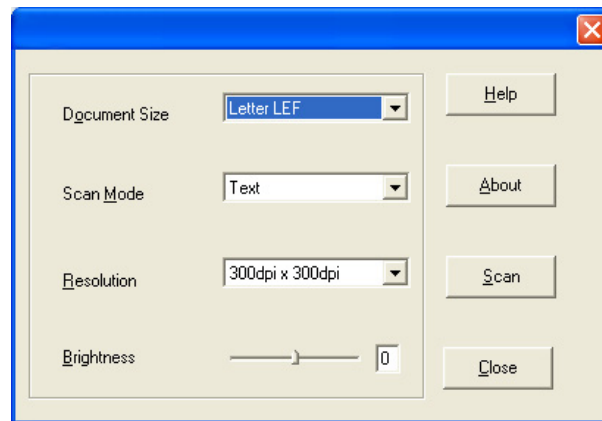 Document Size Letter LEF Help
Scan Mode Text About
Resolution 300dpi x 300dpi Scan
Brightness 0 Close